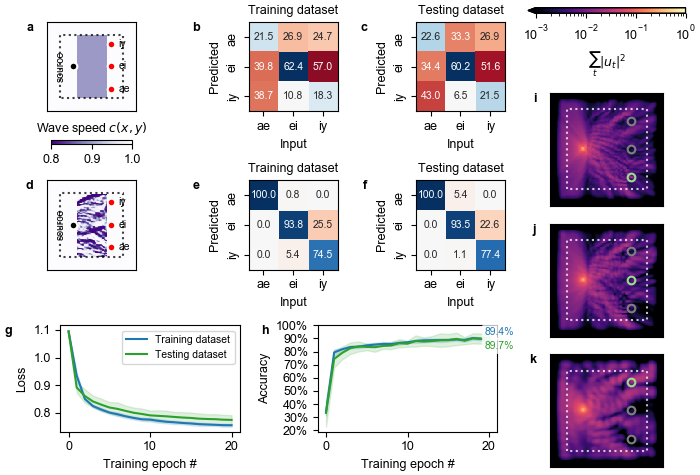 a
source
iy
ei
ae
Wave speed c(x, y)
0.8 0.9 1.0
b
Training dataset
Predicted
ae 21.5 26.9 24.7
ei 39.8 62.4 57.0
iy 38.7 10.8 18.3
ae ei iy
Input
c
Testing dataset
Predicted
ae 22.6 33.3 26.9
ei 34.4 60.2 51.6
iy 43.0 6.5 21.5
ae ei iy
Input
d
source
iy
ei
ae
e
Training dataset
Predicted
ae 100.0 0.8 0.0
ei 0.0 93.8 25.5
iy 0.0 5.4 74.5
ae ei iy
Input
f
Testing dataset
Predicted
ae 100.0 5.4 0.0
ei 0.0 93.5 22.6
iy 0.0 1.1 77.4
ae ei iy
Input
g
Loss
1.1
1.0
0.9
0.8
Training dataset
Testing dataset
0 10 20
Training epoch #
h
Accuracy
100%
90%
80%
70%
60%
50%
40%
30%
20%
89.4%
89.7%
0 10 20
Training epoch #
10⁻³ 10⁻² 10⁻¹ 10⁰
∑ₜ|uₜ|²
i
j
k